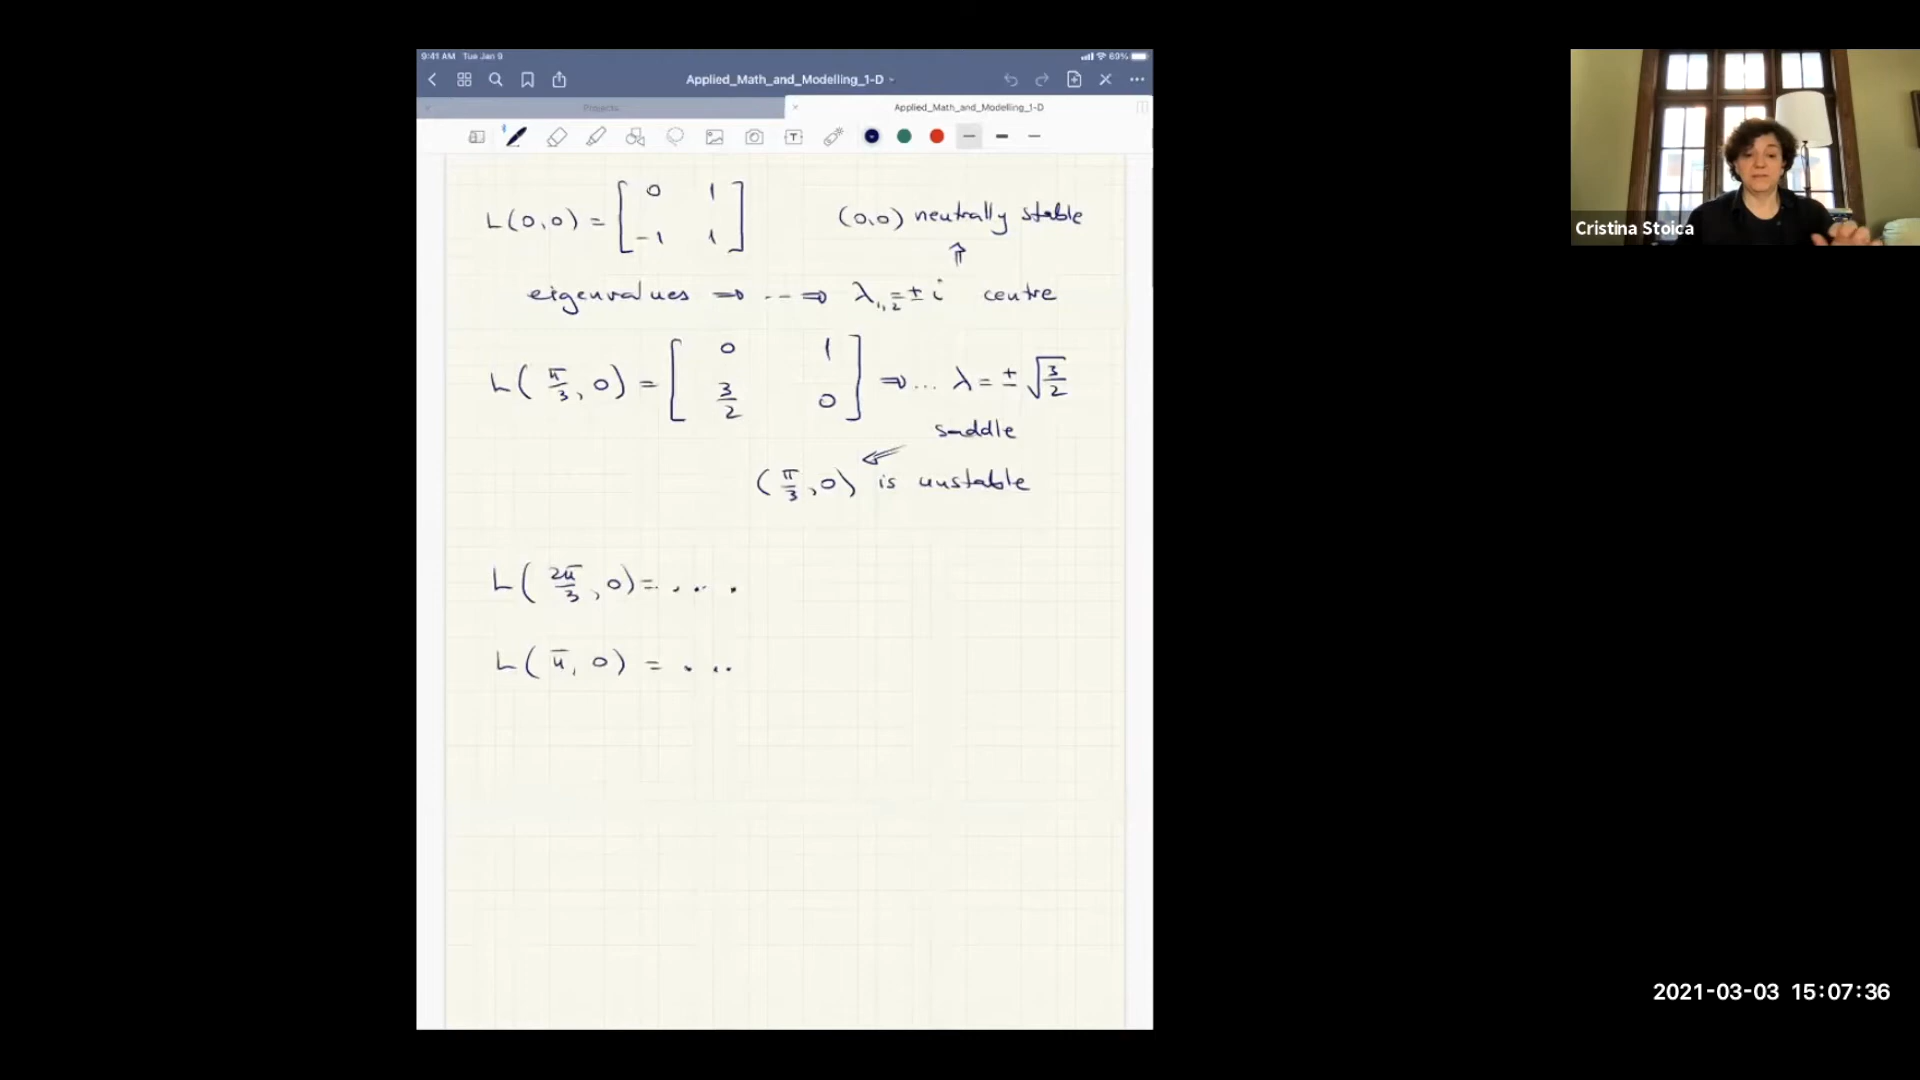 9:41 AM Tue Jan 9
69%
Applied_Math_and_Modelling_1-D
Projects
Applied_Math_and_Modelling_1-D
L(0,0) = [ 0 1
-1 1 ]
(0,0) neutrally stable
⇑
eigenvalues ⇒ -- ⇒ λ1,2 = ± i centre
L( π/3, 0) = [ 0 1
3/2 0 ] ⇒ ... λ = ± √3/2
saddle
⇐
( π/3, 0) is unstable
L( 2π/3, 0) = ... .
L( π, 0) = ...
Cristina Stoica
2021-03-03 15:07:36